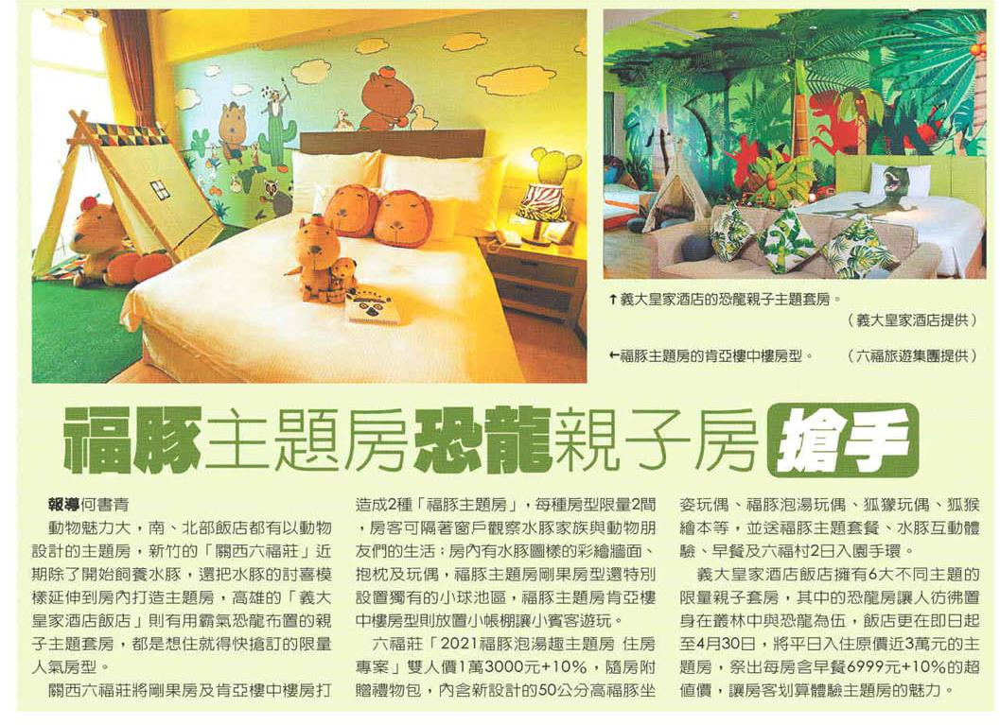 ↑義大皇家酒店的恐龍親子主題套房。
（義大皇家酒店提供）
←福豚主題房的肯亞樓中樓房型。 （六福旅遊集團提供）
福豚主題房恐龍親子房搶手
報導何書青
動物魅力大，南、北部飯店都有以動物
設計的主題房，新竹的「關西六福莊」近
期除了開始飼養水豚，還把水豚的討喜模
樣延伸到房內打造主題房，高雄的「義大
皇家酒店飯店」則有用霸氣恐龍布置的親
子主題套房，都是想住就得快搶訂的限量
人氣房型。
關西六福莊將剛果房及肯亞樓中樓房打
造成2種「福豚主題房」，每種房型限量2間
，房客可隔著窗戶觀察水豚家族與動物朋
友們的生活；房內有水豚圖樣的彩繪牆面、
抱枕及玩偶，福豚主題房剛果房型還特別
設置獨有的小球池區，福豚主題房肯亞樓
中樓房型則放置小帳棚讓小賓客遊玩。
六福莊「2021福豚泡湯趣主題房 住房
專案」雙人價1萬3000元+10%，隨房附
贈禮物包，內含新設計的50公分高福豚坐
姿玩偶、福豚泡湯玩偶、狐獴玩偶、狐猴
繪本等，並送福豚主題套餐、水豚互動體
驗、早餐及六福村2日入園手環。
義大皇家酒店飯店擁有6大不同主題的
限量親子套房，其中的恐龍房讓人彷彿置
身在叢林中與恐龍為伍，飯店更在即日起
至4月30日，將平日入住原價近3萬元的主
題房，祭出每房含早餐6999元+10%的超
值價，讓房客划算體驗主題房的魅力。